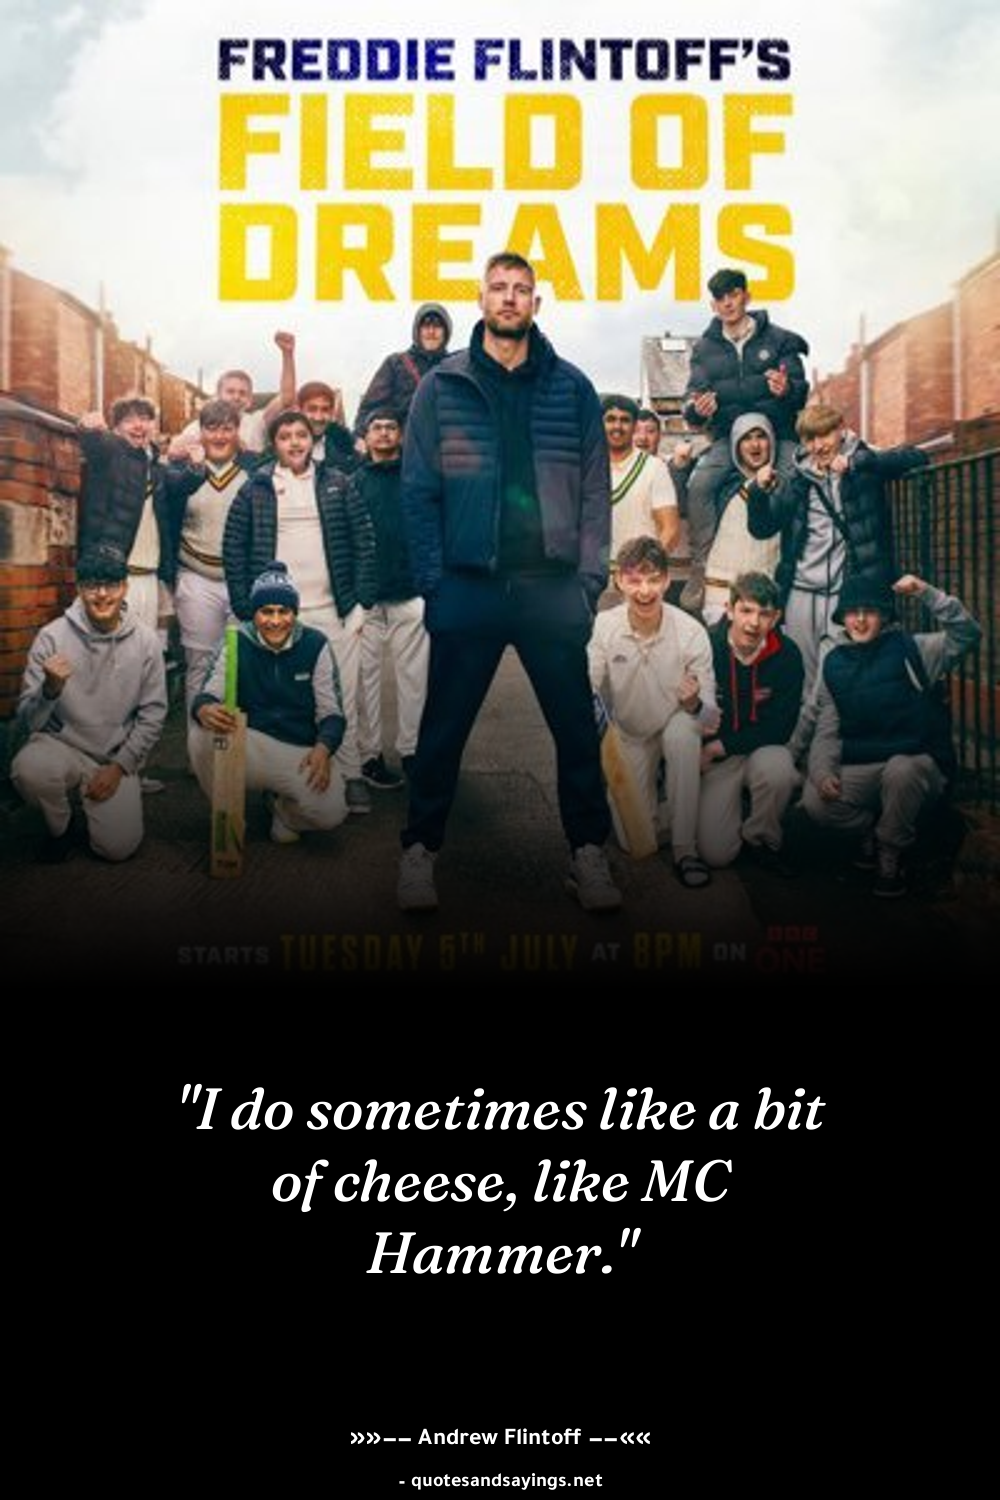 FREDDIE FLINTOFF'S
FIELD OF
DREAMS
STARTS TUESDAY 5TH JULY AT 8PM ON BBC ONE
"I do sometimes like a bit
of cheese, like MC
Hammer."
»»-- Andrew Flintoff --««
- quotesandsayings.net